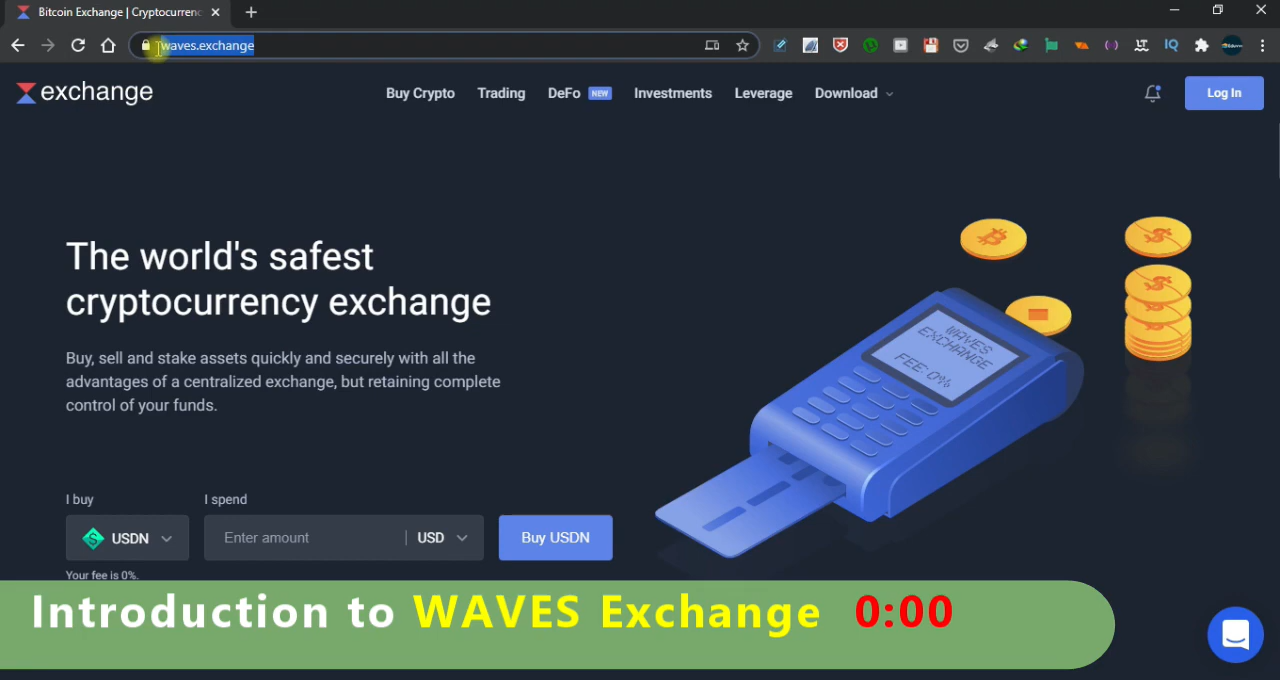 Bitcoin Exchange | Cryptocurrenc
waves.exchange
exchange
Buy Crypto Trading DeFo NEW Investments Leverage Download
Log In
The world's safest
cryptocurrency exchange
Buy, sell and stake assets quickly and securely with all the
advantages of a centralized exchange, but retaining complete
control of your funds.
WAVES
EXCHANGE
FEE: 0%
I buy I spend
USDN Enter amount USD Buy USDN
Your fee is 0%.
Introduction to WAVES Exchange 0:00